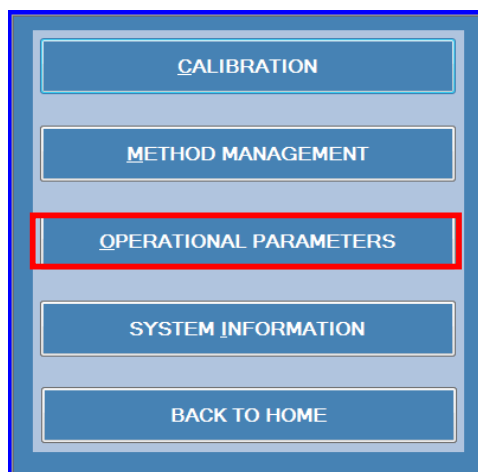 CALIBRATION
METHOD MANAGEMENT
OPERATIONAL PARAMETERS
SYSTEM INFORMATION
BACK TO HOME